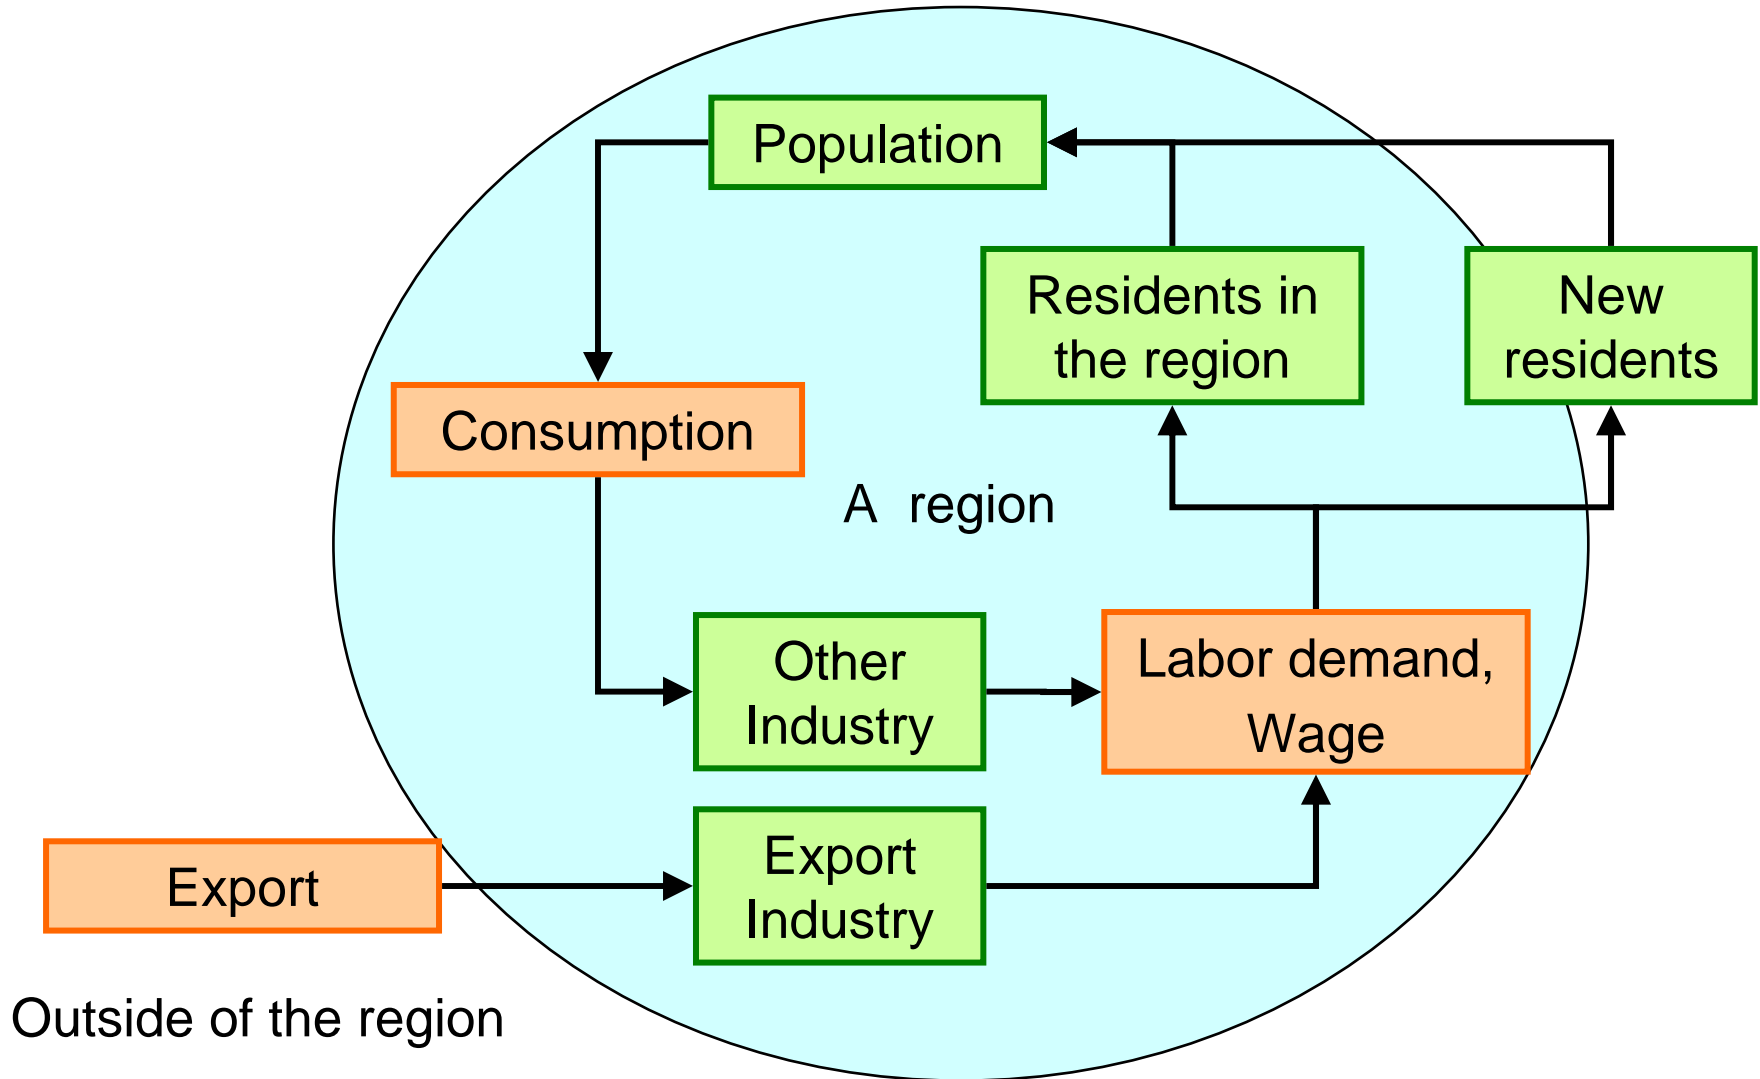 Population
Residents in
the region
New
residents
Consumption
A region
Other
Industry
Labor demand,
Wage
Export
Export
Industry
Outside of the region